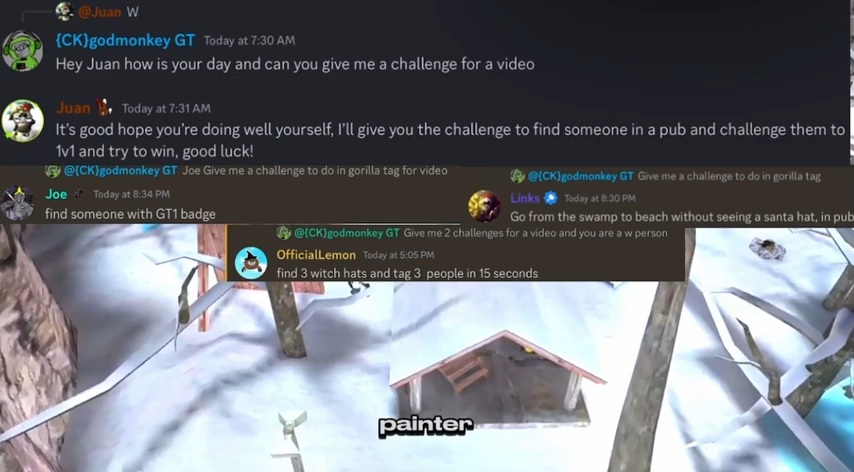 @Juan W
{CK}godmonkey GT Today at 7:30 AM
Hey Juan how is your day and can you give me a challenge for a video
Juan Today at 7:31 AM
It's good hope you're doing well yourself, I'll give you the challenge to find someone in a pub and challenge them to
1v1 and try to win, good luck!
@{CK}godmonkey GT Joe Give me a challenge to do in gorilla tag for video
Joe Today at 8:34 PM
find someone with GT1 badge
@{CK}godmonkey GT Give me a challenge to do in gorilla tag
Links Today at 8:30 PM
Go from the swamp to beach without seeing a santa hat, in pub
@{CK}godmonkey GT Give me 2 challenges for a video and you are a w person
OfficialLemon Today at 5:05 PM
find 3 witch hats and tag 3 people in 15 seconds
painter